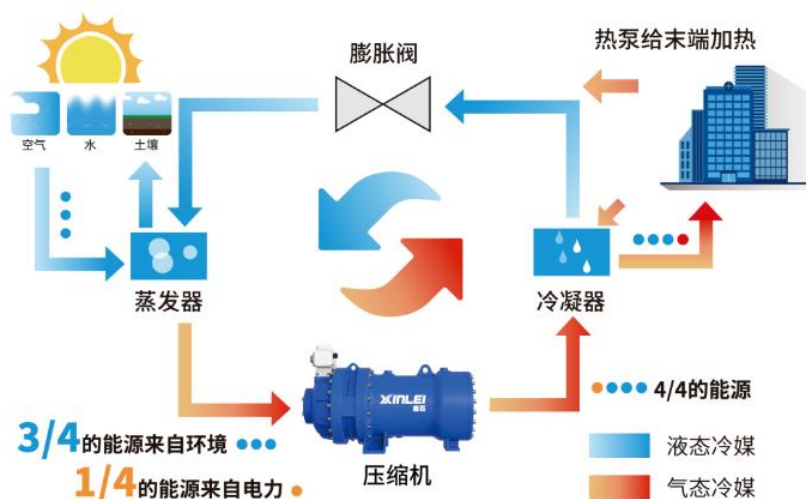 膨胀阀
热泵给末端加热
空气
水
土壤
蒸发器
冷凝器
XINLEI
鑫磊
压缩机
4/4的能源
3/4的能源来自环境
1/4的能源来自电力
液态冷媒
气态冷媒